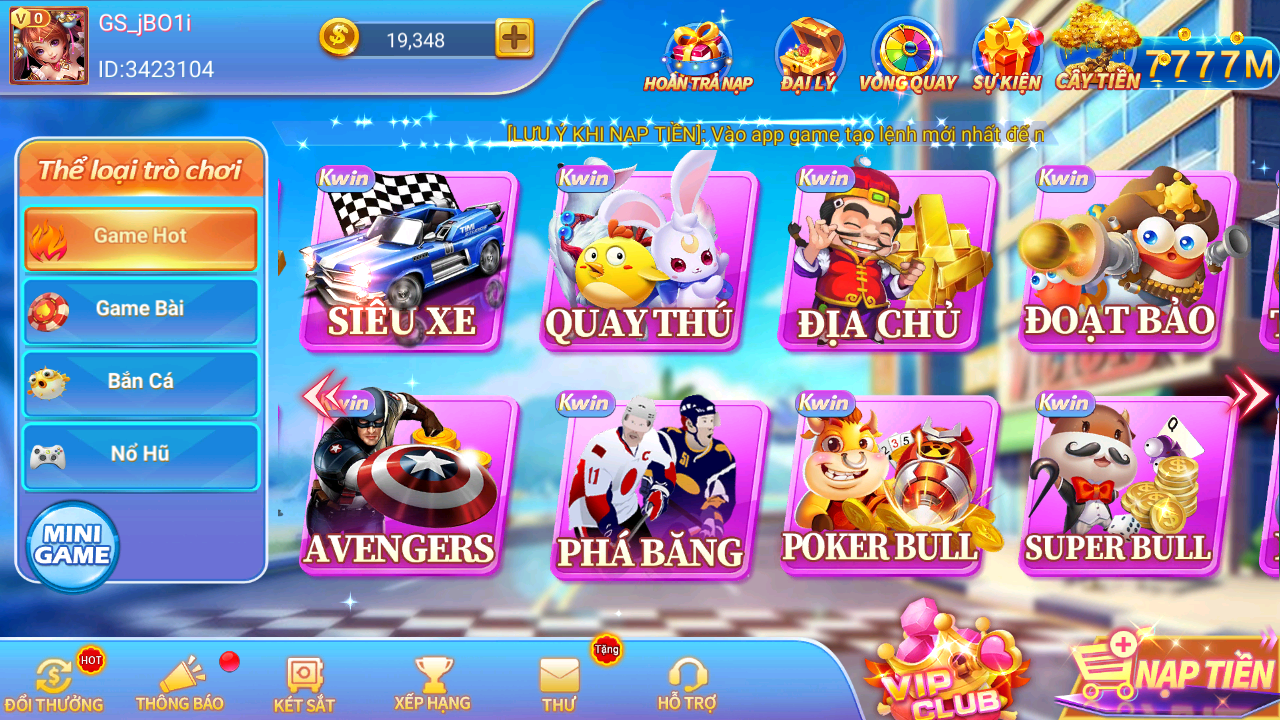 V 0
GS_jBO1i
ID:3423104
19,348
HOÀN TRẢ NẠP
ĐẠI LÝ
VÒNG QUAY
SỰ KIỆN
CÂY TIỀN
7777M
[LƯU Ý KHI NẠP TIỀN]: Vào app game tạo lệnh mới nhất để n
Thể loại trò chơi
Game Hot
Game Bài
Bắn Cá
Nổ Hũ
MINI
GAME
Kwin
SIÊU XE
Kwin
QUAY THÚ
Kwin
ĐỊA CHỦ
Kwin
ĐOẠT BẢO
win
AVENGERS
Kwin
PHÁ BĂNG
Kwin
POKER BULL
Kwin
SUPER BULL
ĐỔI THƯỞNG
HOT
THÔNG BÁO
KÉT SẮT
XẾP HẠNG
THƯ
Tặng
HỖ TRỢ
VIP
CLUB
NẠP TIỀN